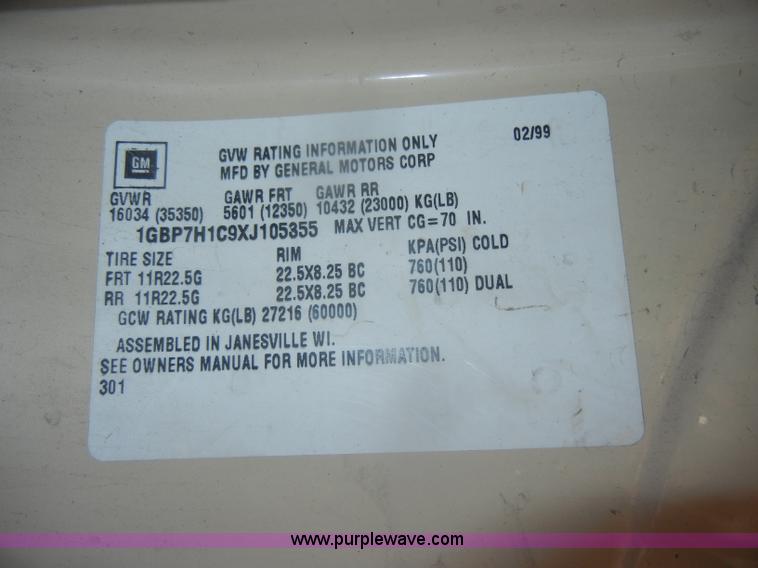 GM
GVW RATING INFORMATION ONLY 02/99
MFD BY GENERAL MOTORS CORP
GVWR GAWR FRT GAWR RR
16034 (35350) 5601 (12350) 10432 (23000) KG(LB)
1GBP7H1C9XJ105355 MAX VERT CG=70 IN.
TIRE SIZE RIM KPA(PSI) COLD
FRT 11R22.5G 22.5X8.25 BC 760(110)
RR 11R22.5G 22.5X8.25 BC 760(110) DUAL
GCW RATING KG(LB) 27216 (60000)
ASSEMBLED IN JANESVILLE WI.
SEE OWNERS MANUAL FOR MORE INFORMATION.
301
www.purplewave.com